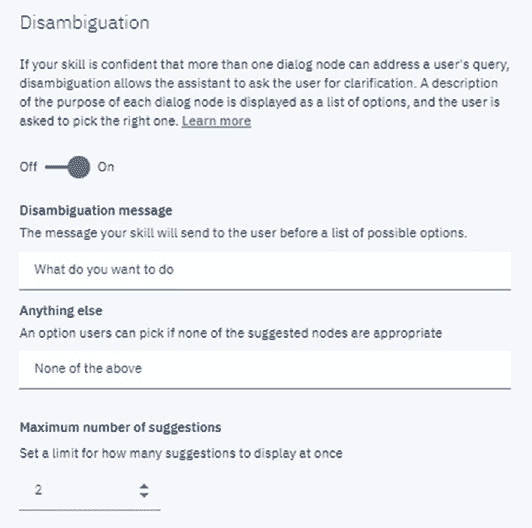 Disambiguation
If your skill is confident that more than one dialog node can address a user's query,
disambiguation allows the assistant to ask the user for clarification. A description
of the purpose of each dialog node is displayed as a list of options, and the user is
asked to pick the right one. Learn more
Off On
Disambiguation message
The message your skill will send to the user before a list of possible options.
What do you want to do
Anything else
An option users can pick if none of the suggested nodes are appropriate
None of the above
Maximum number of suggestions
Set a limit for how many suggestions to display at once
2